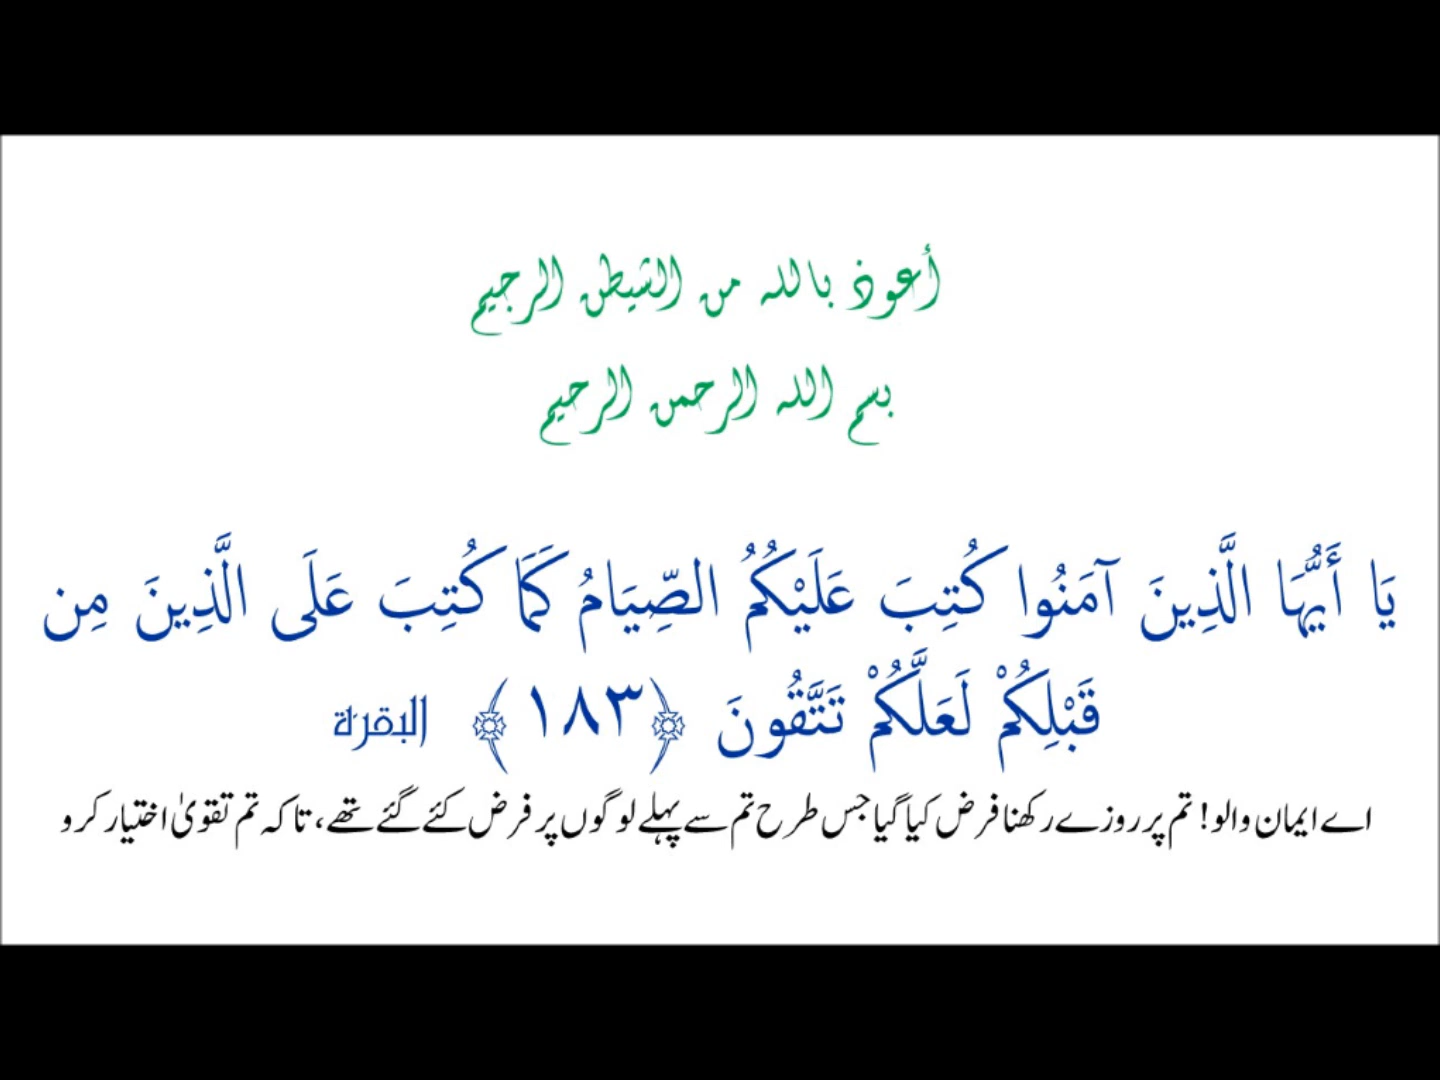 أعوذ بالله من الشيطن الرجيم
بسم الله الرحمن الرحيم
يَا أَيُّهَا الَّذِينَ آمَنُوا كُتِبَ عَلَيْكُمُ الصِّيَامُ كَمَا كُتِبَ عَلَى الَّذِينَ مِن
قَبْلِكُمْ لَعَلَّكُمْ تَتَّقُونَ ﴿١٨٣﴾ البقرة
اے ایمان والو! تم پر روزے رکھنا فرض کیا گیا جس طرح تم سے پہلے لوگوں پر فرض کئے گئے تھے، تاکہ تم تقویٰ اختیار کرو